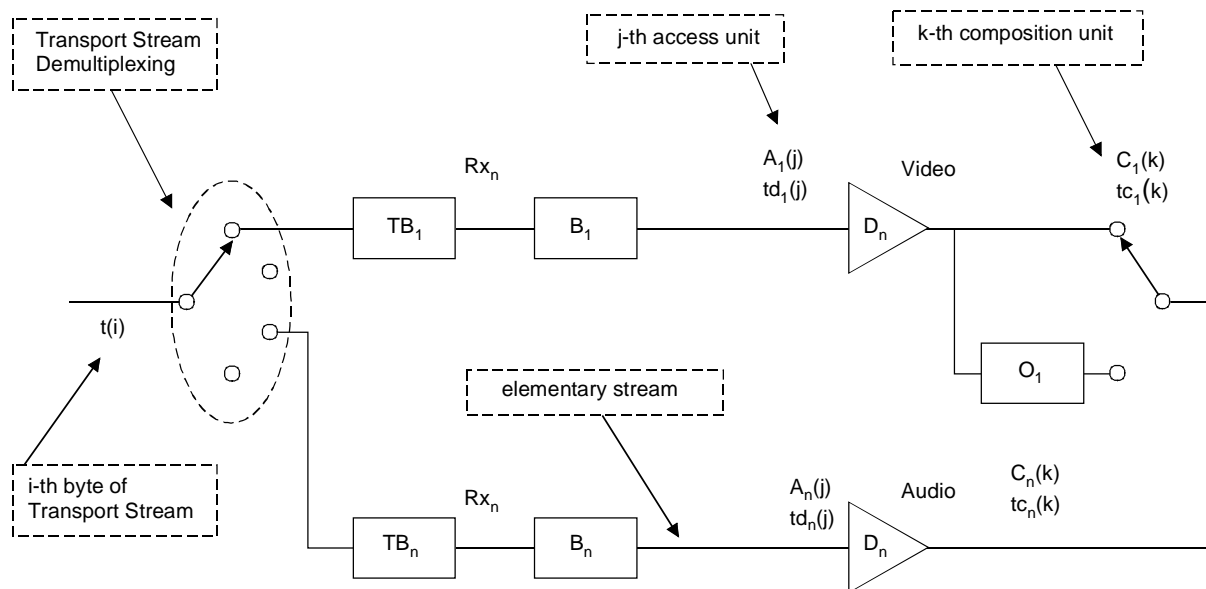 Transport Stream
Demultiplexing
j-th access unit
k-th composition unit
Rxₙ
A₁(j)
td₁(j)
Video
C₁(k)
tc₁(k)
TB₁
B₁
Dₙ
t(i)
O₁
elementary stream
i-th byte of
Transport Stream
Rxₙ
Aₙ(j)
tdₙ(j)
Audio
Cₙ(k)
tcₙ(k)
TBₙ
Bₙ
Dₙ